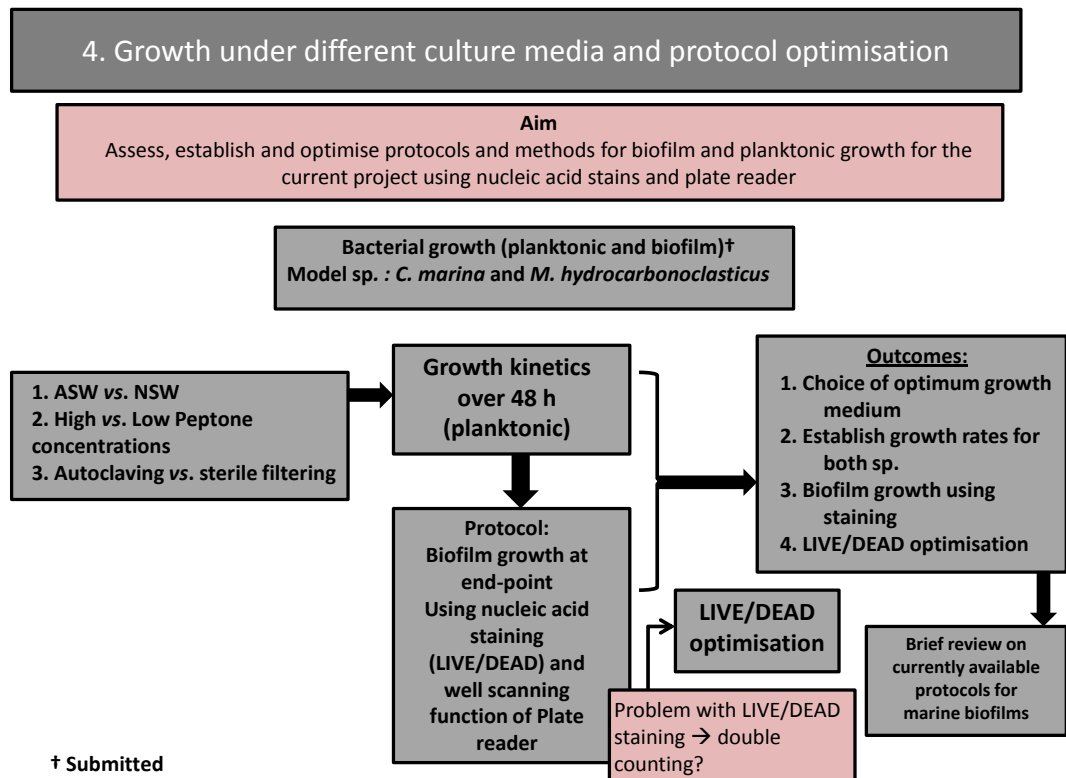 4. Growth under different culture media and protocol optimisation
Aim
Assess, establish and optimise protocols and methods for biofilm and planktonic growth for the
current project using nucleic acid stains and plate reader
Bacterial growth (planktonic and biofilm)†
Model sp. : C. marina and M. hydrocarbonoclasticus
1. ASW vs. NSW
2. High vs. Low Peptone
concentrations
3. Autoclaving vs. sterile filtering
Growth kinetics
over 48 h
(planktonic)
Protocol:
Biofilm growth at
end-point
Using nucleic acid
staining
(LIVE/DEAD) and
well scanning
function of Plate
reader
Problem with LIVE/DEAD
staining → double
counting?
LIVE/DEAD
optimisation
Outcomes:
1. Choice of optimum growth
medium
2. Establish growth rates for
both sp.
3. Biofilm growth using
staining
4. LIVE/DEAD optimisation
Brief review on
currently available
protocols for
marine biofilms
† Submitted